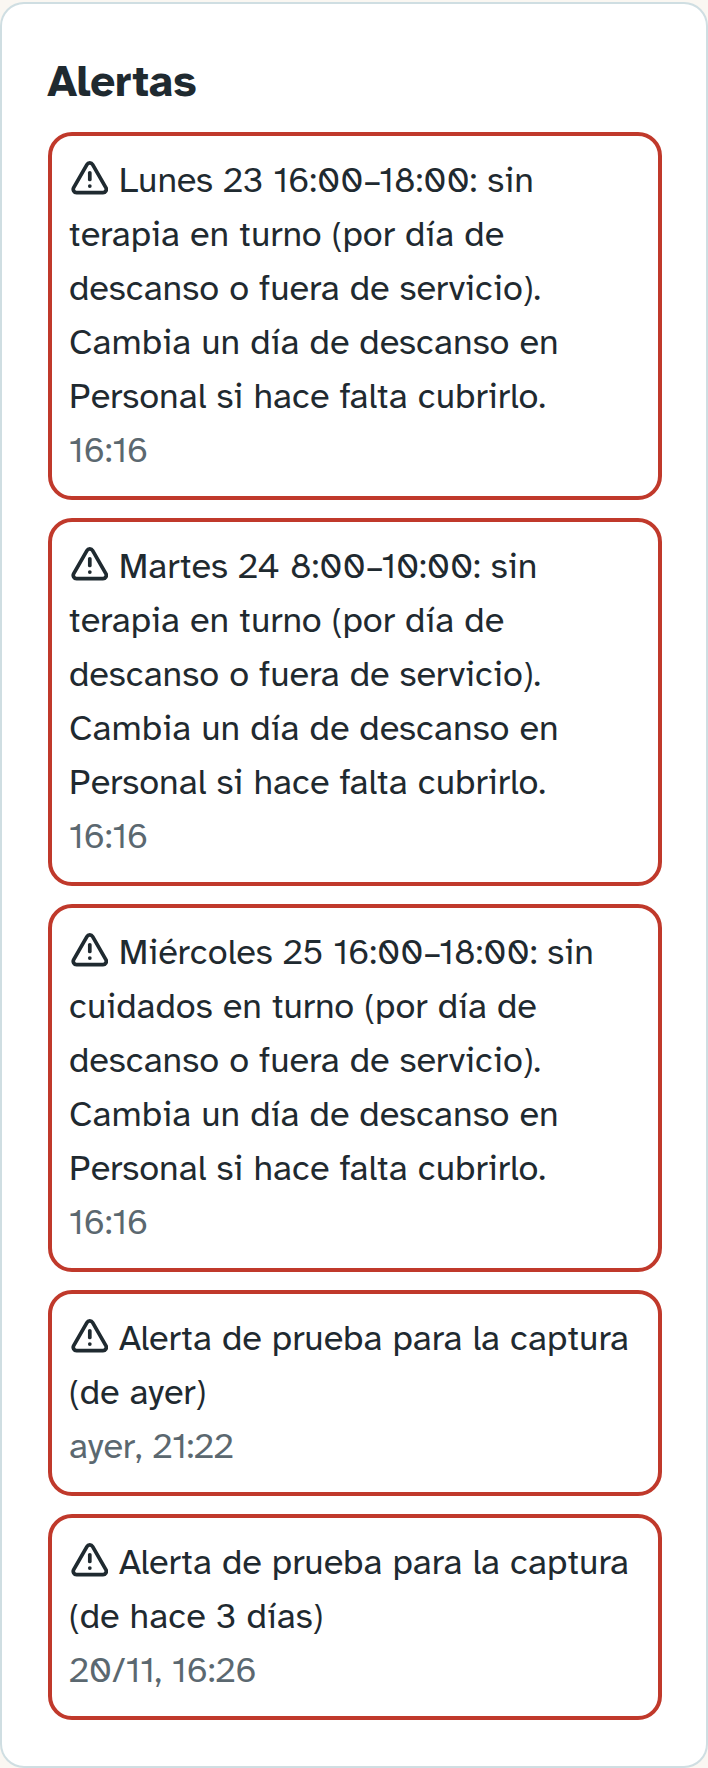 Alertas
⚠ Lunes 23 16:00–18:00: sin
terapia en turno (por día de
descanso o fuera de servicio).
Cambia un día de descanso en
Personal si hace falta cubrirlo.
16:16
⚠ Martes 24 8:00–10:00: sin
terapia en turno (por día de
descanso o fuera de servicio).
Cambia un día de descanso en
Personal si hace falta cubrirlo.
16:16
⚠ Miércoles 25 16:00–18:00: sin
cuidados en turno (por día de
descanso o fuera de servicio).
Cambia un día de descanso en
Personal si hace falta cubrirlo.
16:16
⚠ Alerta de prueba para la captura
(de ayer)
ayer, 21:22
⚠ Alerta de prueba para la captura
(de hace 3 días)
20/11, 16:26